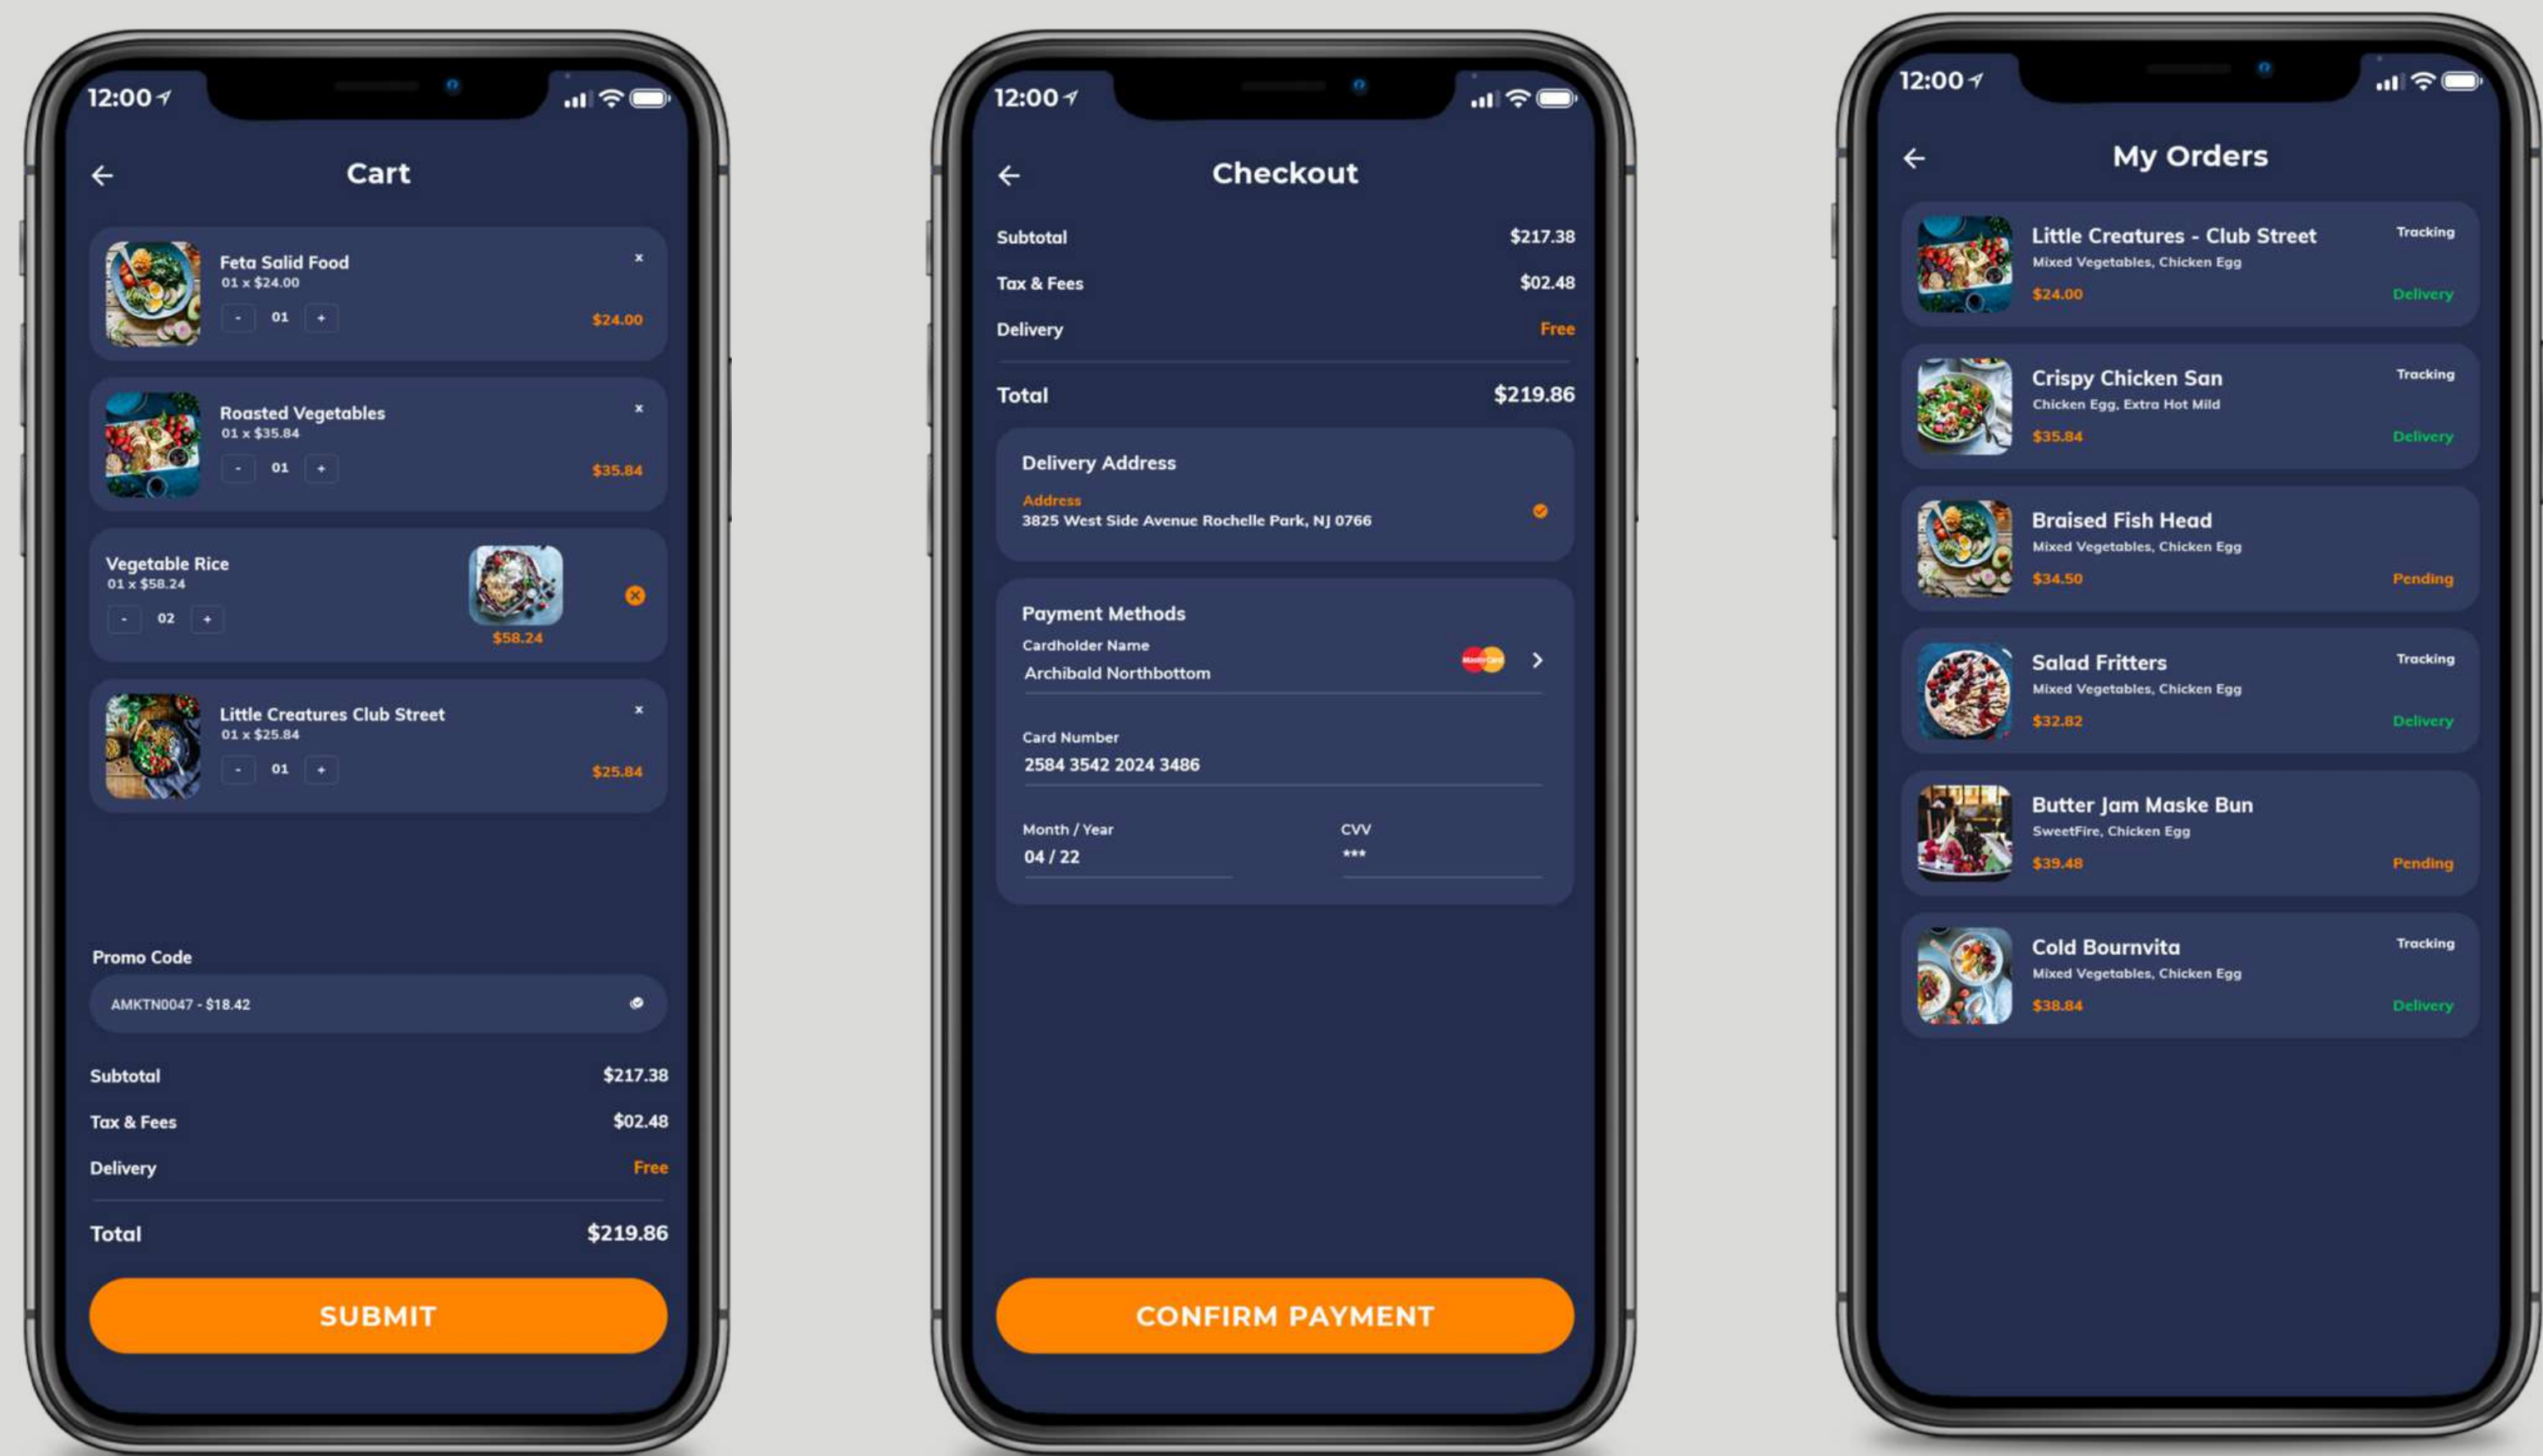 12:00
Cart
Feta Salid Food
01 x $24.00
x
- 01 +
$24.00
Roasted Vegetables
01 x $35.84
x
- 01 +
$35.84
Vegetable Rice
01 x $58.24
- 02 +
$58.24
Little Creatures Club Street
01 x $25.84
x
- 01 +
$25.84
Promo Code
AMKTN0047 - $18.42
Subtotal $217.38
Tax & Fees $02.48
Delivery Free
Total $219.86
SUBMIT
12:00
Checkout
Subtotal $217.38
Tax & Fees $02.48
Delivery Free
Total $219.86
Delivery Address
Address
3825 West Side Avenue Rochelle Park, NJ 0766
Payment Methods
Cardholder Name
Archibald Northbottom
MasterCard
Card Number
2584 3542 2024 3486
Month / Year CVV
04 / 22 ***
CONFIRM PAYMENT
12:00
My Orders
Little Creatures - Club Street Tracking
Mixed Vegetables, Chicken Egg
$24.00 Delivery
Crispy Chicken San Tracking
Chicken Egg, Extra Hot Mild
$35.84 Delivery
Braised Fish Head
Mixed Vegetables, Chicken Egg
$34.50 Pending
Salad Fritters Tracking
Mixed Vegetables, Chicken Egg
$32.82 Delivery
Butter Jam Maske Bun
SweetFire, Chicken Egg
$39.48 Pending
Cold Bournvita Tracking
Mixed Vegetables, Chicken Egg
$38.84 Delivery